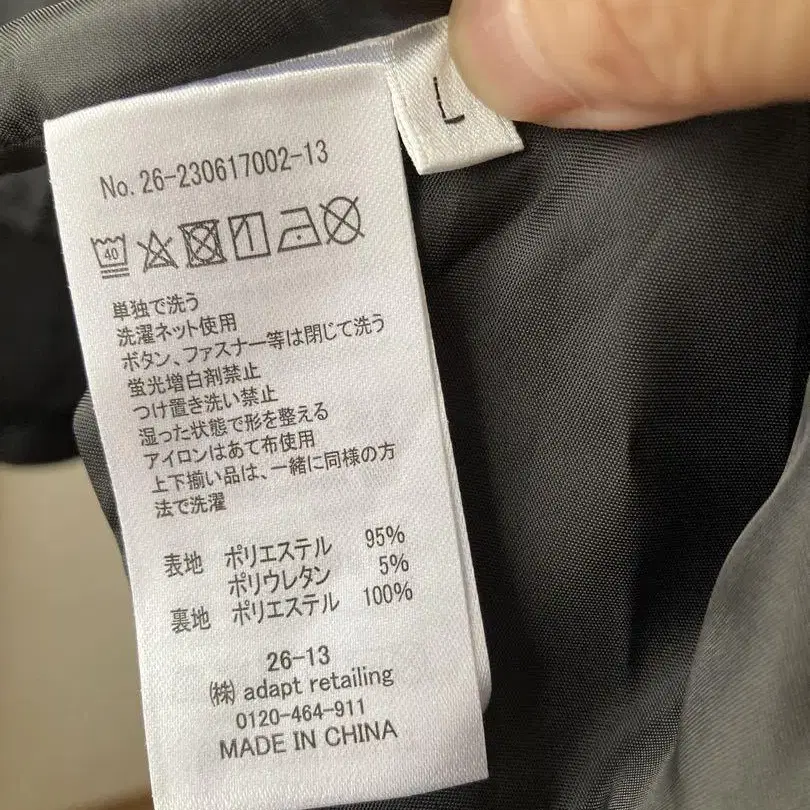 L
No. 26-230617002-13
40
単独で洗う
洗濯ネット使用
ボタン、ファスナー等は閉じて洗う
蛍光増白剤禁止
つけ置き洗い禁止
湿った状態で形を整える
アイロンはあて布使用
上下揃い品は、一緒に同様の方
法で洗濯
表地 ポリエステル 95%
ポリウレタン 5%
裏地 ポリエステル 100%
26-13
㈱ adapt retailing
0120-464-911
MADE IN CHINA